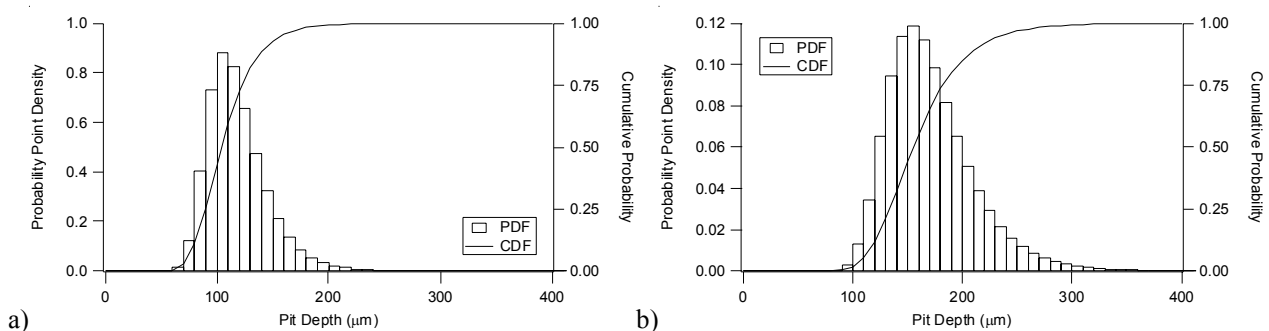 1.0
0.8
0.6
0.4
0.2
0.0
Probability Point Density
1.00
0.75
0.50
0.25
0.00
Cumulative Probability
PDF
CDF
0
100
200
300
400
Pit Depth (μm)
a)
0.12
0.10
0.08
0.06
0.04
0.02
0.00
Probability Point Density
1.00
0.75
0.50
0.25
0.00
Cumulative Probability
PDF
CDF
0
100
200
300
400
Pit Depth (μm)
b)